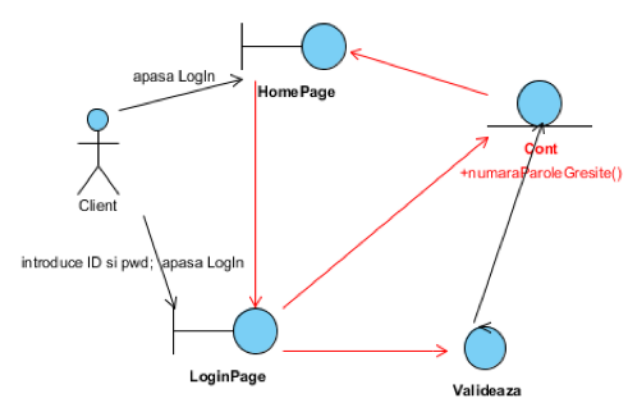 apasa LogIn
HomePage
Cont
+numaraParoleGresite()
Client
introduce ID si pwd; apasa LogIn
LoginPage
Valideaza